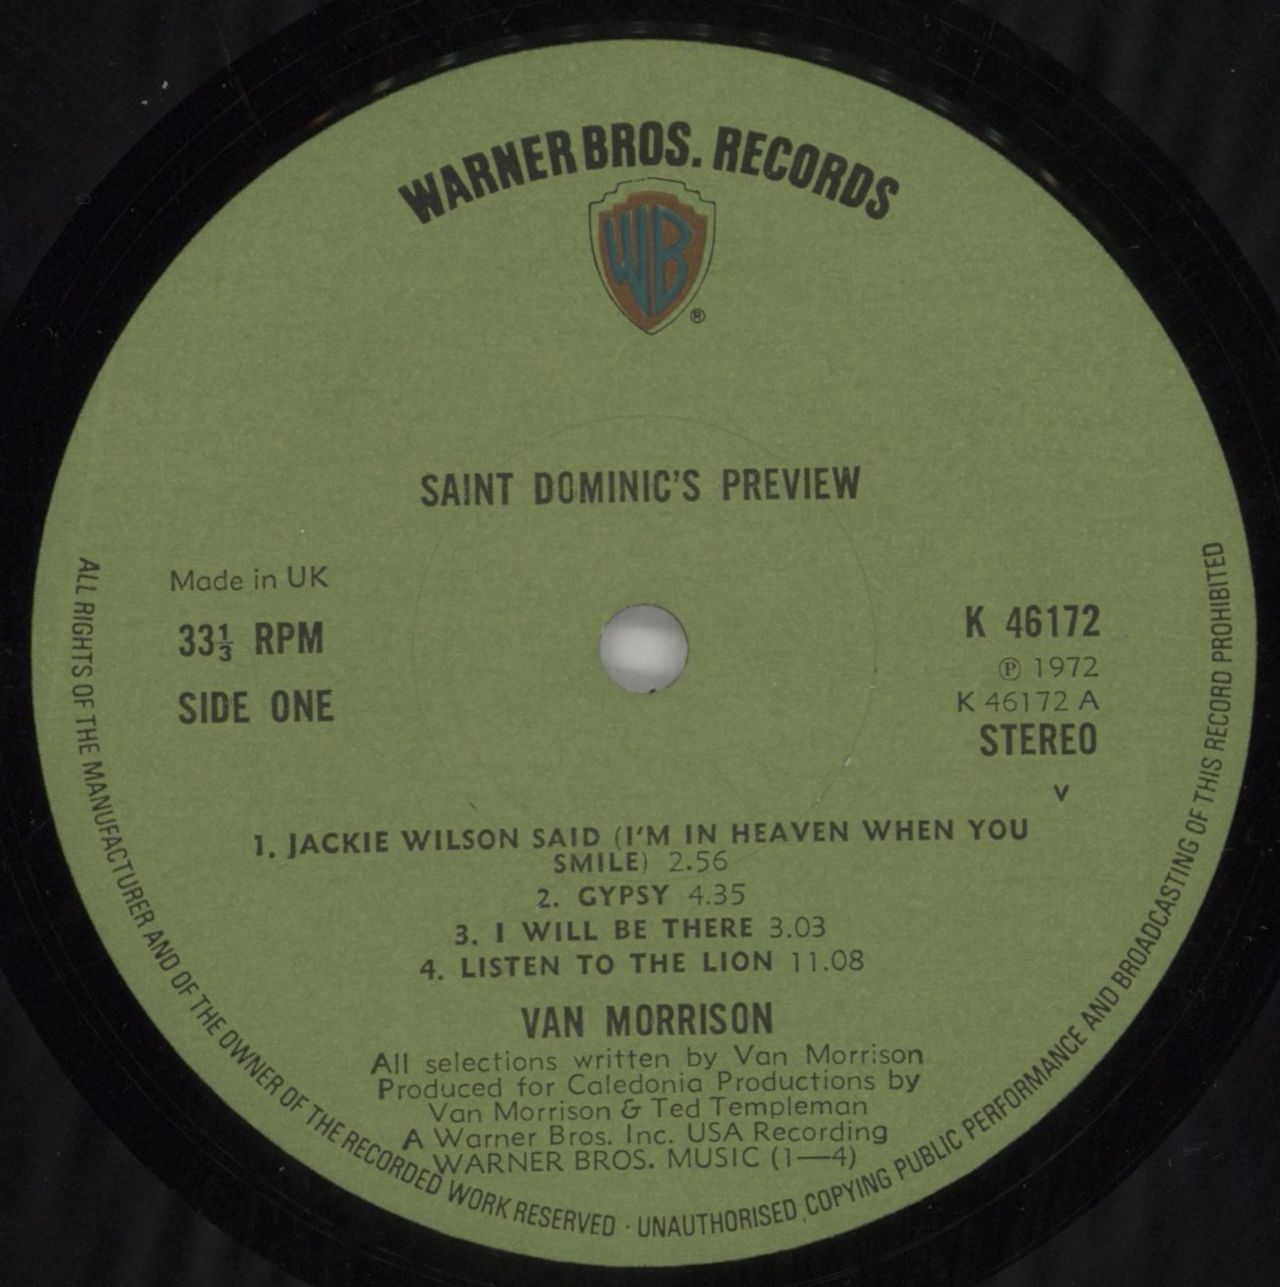 WARNER BROS. RECORDS
WB
®
SAINT DOMINIC'S PREVIEW
Made in UK
33⅓ RPM
SIDE ONE
K 46172
℗ 1972
K 46172 A
STEREO
V
1. JACKIE WILSON SAID (I'M IN HEAVEN WHEN YOU
SMILE) 2.56
2. GYPSY 4.35
3. I WILL BE THERE 3.03
4. LISTEN TO THE LION 11.08
VAN MORRISON
All selections written by Van Morrison
Produced for Caledonia Productions by
Van Morrison & Ted Templeman
A Warner Bros. Inc. USA Recording
WARNER BROS. MUSIC (1—4)
ALL RIGHTS OF THE MANUFACTURER AND OF THE OWNER OF THE RECORDED WORK RESERVED · UNAUTHORISED COPYING PUBLIC PERFORMANCE AND BROADCASTING OF THIS RECORD PROHIBITED